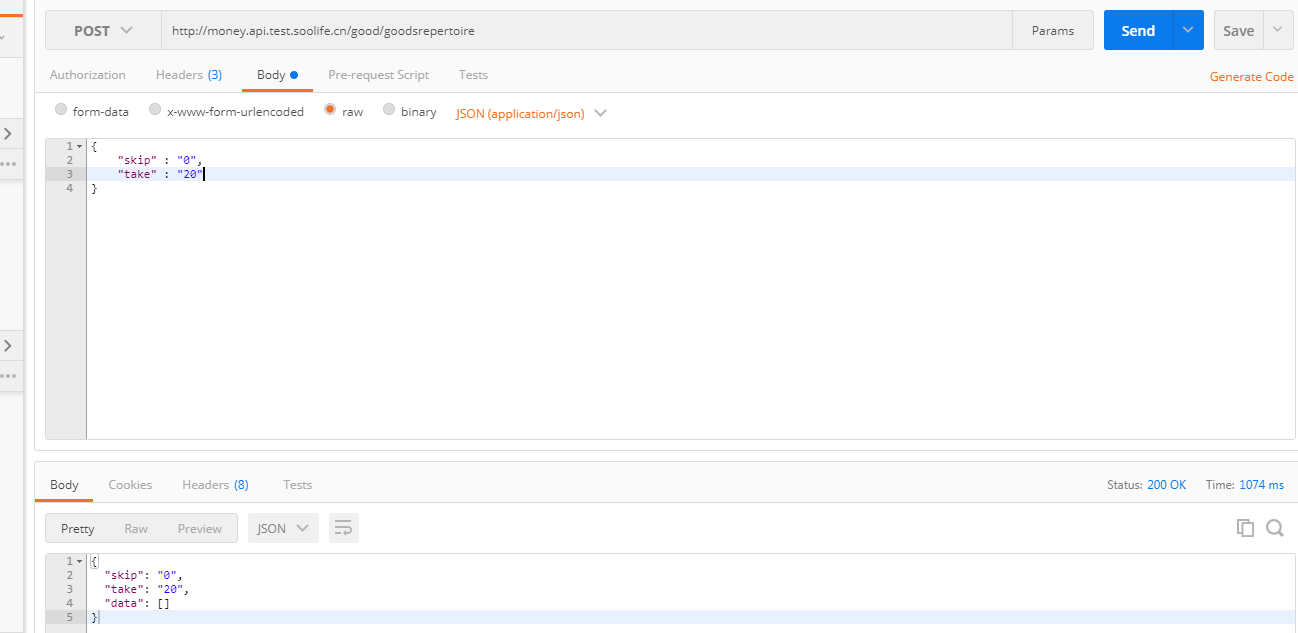 POST http://money.api.test.soolife.cn/good/goodsrepertoire Params Send Save
Authorization Headers (3) Body Pre-request Script Tests Generate Code
form-data x-www-form-urlencoded raw binary JSON (application/json)
1 {
2 "skip" : "0",
3 "take" : "20"
4 }
Body Cookies Headers (8) Tests Status: 200 OK Time: 1074 ms
Pretty Raw Preview JSON
1 {
2 "skip": "0",
3 "take": "20",
4 "data": []
5 }